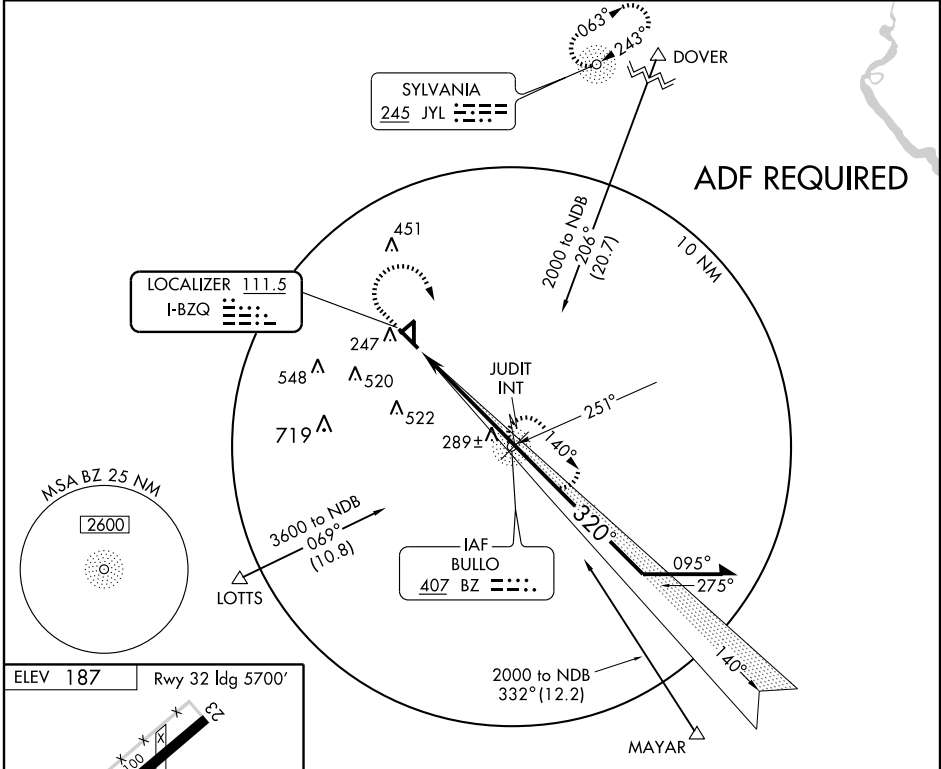 063°
243°
DOVER
SYLVANIA
245 JYL
ADF REQUIRED
2000 to NDB
206°
(20.7)
10 NM
451
LOCALIZER 111.5
I-BZQ
247
548
520
JUDIT
INT
522
251°
719
289±
140°
MSA BZ 25 NM
2600
3600 to NDB
069°
(10.8)
LOTTS
320°
IAF
BULLO
407 BZ
095°
275°
140°
2000 to NDB
332° (12.2)
MAYAR
ELEV 187
Rwy 32 ldg 5700'
23
X
X
X
X
100